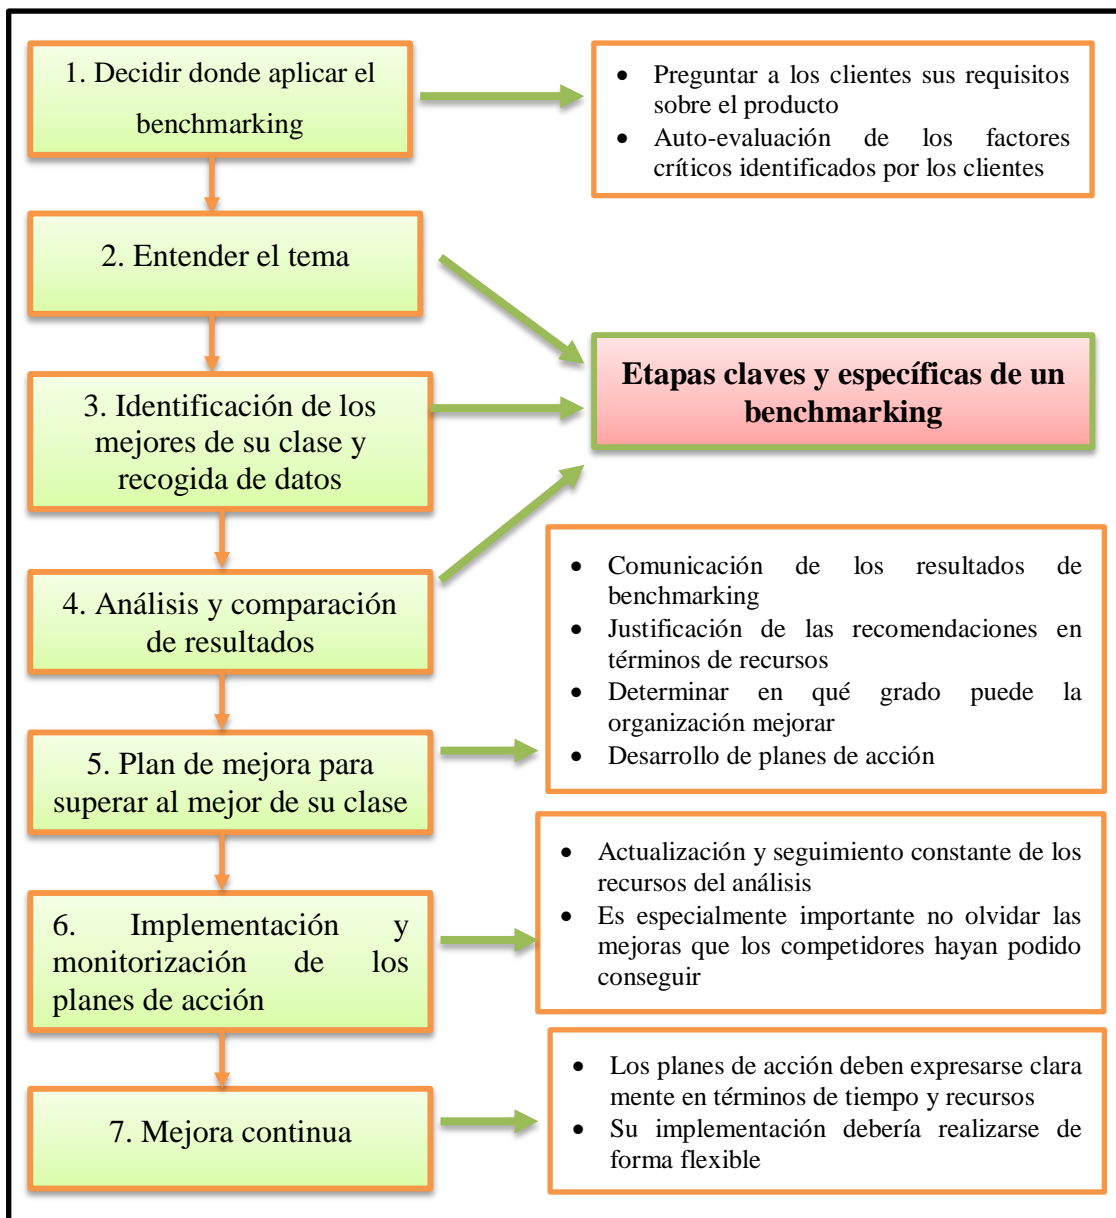 1. Decidir donde aplicar el
benchmarking
• Preguntar a los clientes sus requisitos
sobre el producto
• Auto-evaluación de los factores
críticos identificados por los clientes
2. Entender el tema
Etapas claves y específicas de un
benchmarking
3. Identificación de los
mejores de su clase y
recogida de datos
4. Análisis y comparación
de resultados
• Comunicación de los resultados de
benchmarking
• Justificación de las recomendaciones en
términos de recursos
• Determinar en qué grado puede la
organización mejorar
• Desarrollo de planes de acción
5. Plan de mejora para
superar al mejor de su clase
• Actualización y seguimiento constante de los
recursos del análisis
• Es especialmente importante no olvidar las
mejoras que los competidores hayan podido
conseguir
6. Implementación y
monitorización de los
planes de acción
• Los planes de acción deben expresarse clara
mente en términos de tiempo y recursos
• Su implementación debería realizarse de
forma flexible
7. Mejora continua